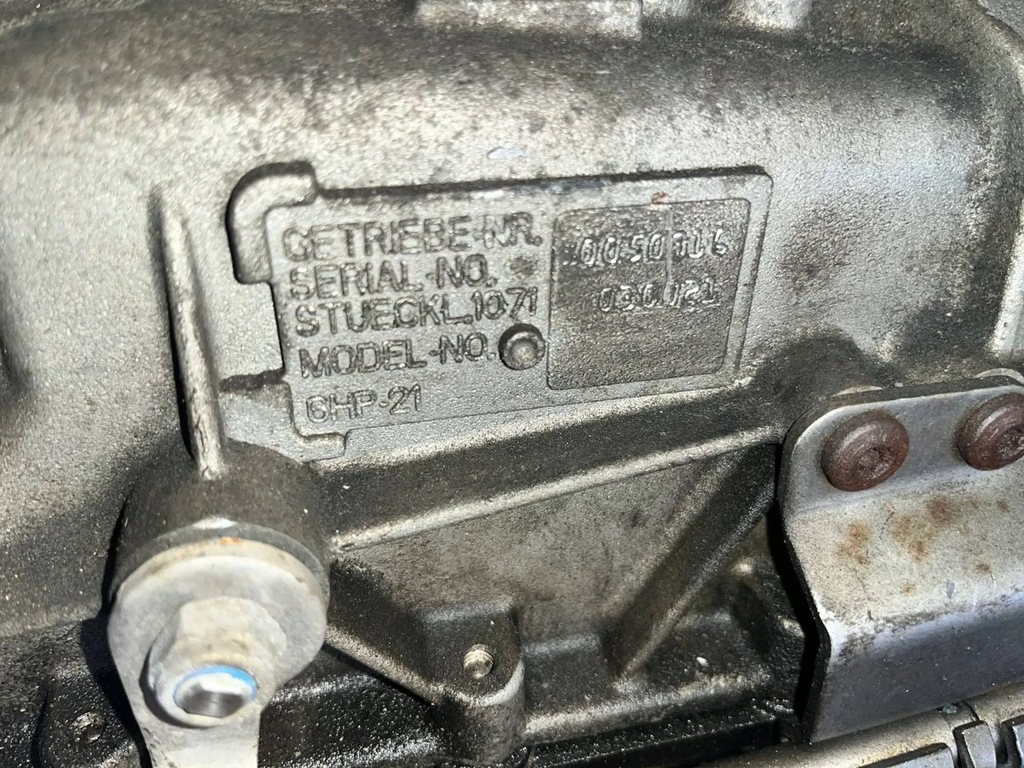 GETRIEBE-NR.
SERIAL-NO.
STUECKL.1071
MODEL-NO.
6HP-21